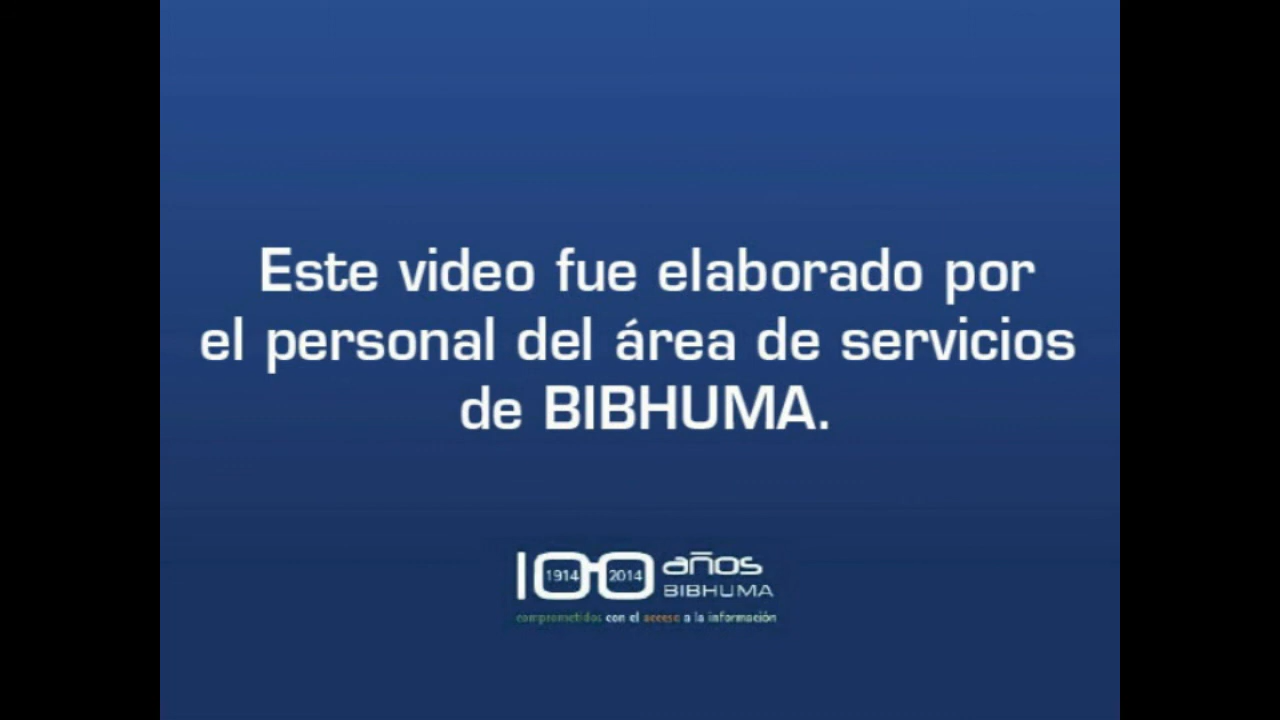 Este video fue elaborado por
el personal del área de servicios
de BIBHUMA.
100 años
1914 2014
BIBHUMA
comprometidos con el acceso a la información